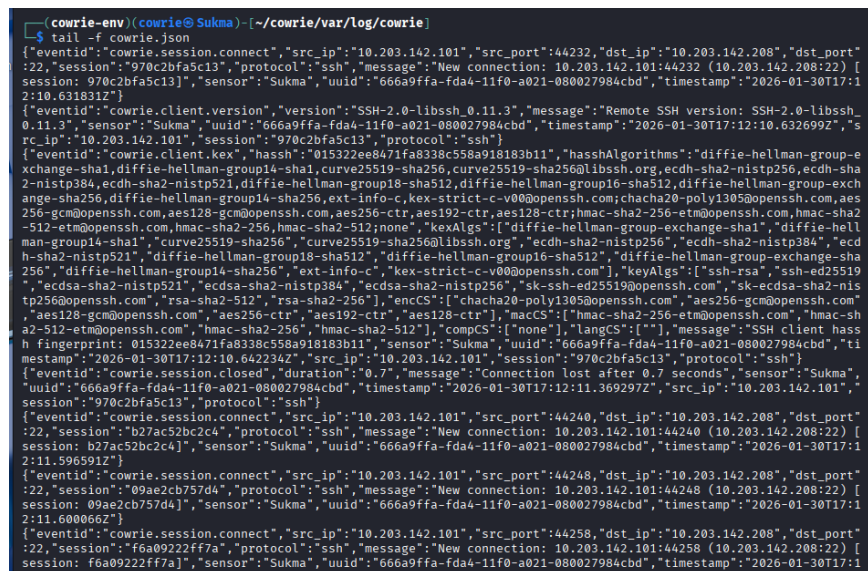 ┌──(cowrie-env)(cowrie㉿Sukma)-[~/cowrie/var/log/cowrie]
└─$ tail -f cowrie.json
{"eventid":"cowrie.session.connect","src_ip":"10.203.142.101","src_port":44232,"dst_ip":"10.203.142.208","dst_port"
:22,"session":"970c2bfa5c13","protocol":"ssh","message":"New connection: 10.203.142.101:44232 (10.203.142.208:22) [
session: 970c2bfa5c13]","sensor":"Sukma","uuid":"666a9ffa-fda4-11f0-a021-080027984cbd","timestamp":"2026-01-30T17:1
2:10.631831Z"}
{"eventid":"cowrie.client.version","version":"SSH-2.0-libssh_0.11.3","message":"Remote SSH version: SSH-2.0-libssh_
0.11.3","sensor":"Sukma","uuid":"666a9ffa-fda4-11f0-a021-080027984cbd","timestamp":"2026-01-30T17:12:10.632699Z","s
rc_ip":"10.203.142.101","session":"970c2bfa5c13","protocol":"ssh"}
{"eventid":"cowrie.client.kex","hassh":"015322ee8471fa8338c558a918183b11","hasshAlgorithms":"diffie-hellman-group-e
xchange-sha1,diffie-hellman-group14-sha1,curve25519-sha256,curve25519-sha256@libssh.org,ecdh-sha2-nistp256,ecdh-sha
2-nistp384,ecdh-sha2-nistp521,diffie-hellman-group18-sha512,diffie-hellman-group16-sha512,diffie-hellman-group-exch
ange-sha256,diffie-hellman-group14-sha256,ext-info-c,kex-strict-c-v00@openssh.com;chacha20-poly1305@openssh.com,aes
256-gcm@openssh.com,aes128-gcm@openssh.com,aes256-ctr,aes192-ctr,aes128-ctr;hmac-sha2-256-etm@openssh.com,hmac-sha2
-512-etm@openssh.com,hmac-sha2-256,hmac-sha2-512;none","kexAlgs":["diffie-hellman-group-exchange-sha1","diffie-hell
man-group14-sha1","curve25519-sha256","curve25519-sha256@libssh.org","ecdh-sha2-nistp256","ecdh-sha2-nistp384","ecd
h-sha2-nistp521","diffie-hellman-group18-sha512","diffie-hellman-group16-sha512","diffie-hellman-group-exchange-sha
256","diffie-hellman-group14-sha256","ext-info-c","kex-strict-c-v00@openssh.com"],"keyAlgs":["ssh-rsa","ssh-ed25519
","ecdsa-sha2-nistp521","ecdsa-sha2-nistp384","ecdsa-sha2-nistp256","sk-ssh-ed25519@openssh.com","sk-ecdsa-sha2-nis
tp256@openssh.com","rsa-sha2-512","rsa-sha2-256"],"encCS":["chacha20-poly1305@openssh.com","aes256-gcm@openssh.com"
,"aes128-gcm@openssh.com","aes256-ctr","aes192-ctr","aes128-ctr"],"macCS":["hmac-sha2-256-etm@openssh.com","hmac-sh
a2-512-etm@openssh.com","hmac-sha2-256","hmac-sha2-512"],"compCS":["none"],"langCS":[""],"message":"SSH client hass
h fingerprint: 015322ee8471fa8338c558a918183b11","sensor":"Sukma","uuid":"666a9ffa-fda4-11f0-a021-080027984cbd","ti
mestamp":"2026-01-30T17:12:10.642234Z","src_ip":"10.203.142.101","session":"970c2bfa5c13","protocol":"ssh"}
{"eventid":"cowrie.session.closed","duration":"0.7","message":"Connection lost after 0.7 seconds","sensor":"Sukma",
"uuid":"666a9ffa-fda4-11f0-a021-080027984cbd","timestamp":"2026-01-30T17:12:11.369297Z","src_ip":"10.203.142.101","
session":"970c2bfa5c13","protocol":"ssh"}
{"eventid":"cowrie.session.connect","src_ip":"10.203.142.101","src_port":44240,"dst_ip":"10.203.142.208","dst_port"
:22,"session":"b27ac52bc2c4","protocol":"ssh","message":"New connection: 10.203.142.101:44240 (10.203.142.208:22) [
session: b27ac52bc2c4]","sensor":"Sukma","uuid":"666a9ffa-fda4-11f0-a021-080027984cbd","timestamp":"2026-01-30T17:1
2:11.596591Z"}
{"eventid":"cowrie.session.connect","src_ip":"10.203.142.101","src_port":44248,"dst_ip":"10.203.142.208","dst_port"
:22,"session":"09ae2cb757d4","protocol":"ssh","message":"New connection: 10.203.142.101:44248 (10.203.142.208:22) [
session: 09ae2cb757d4]","sensor":"Sukma","uuid":"666a9ffa-fda4-11f0-a021-080027984cbd","timestamp":"2026-01-30T17:1
2:11.600066Z"}
{"eventid":"cowrie.session.connect","src_ip":"10.203.142.101","src_port":44258,"dst_ip":"10.203.142.208","dst_port"
:22,"session":"f6a09222ff7a","protocol":"ssh","message":"New connection: 10.203.142.101:44258 (10.203.142.208:22) [
session: f6a09222ff7a]","sensor":"Sukma","uuid":"666a9ffa-fda4-11f0-a021-080027984cbd","timestamp":"2026-01-30T17:1